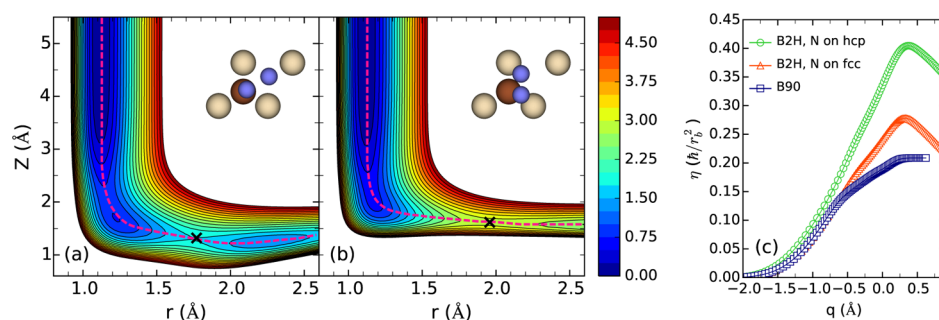 5
4
3
2
1
Z (Å)
(a)
1.0 1.5 2.0 2.5
r (Å)
(b)
1.0 1.5 2.0 2.5
r (Å)
4.50
3.75
3.00
2.25
1.50
0.75
0.00
0.45
0.40
0.35
0.30
0.25
0.20
0.15
0.10
0.05
0.00
η (ħ/r_b^2)
B2H, N on hcp
B2H, N on fcc
B90
(c)
−2.0 −1.5 −1.0 −0.5 0.0 0.5
q (Å)